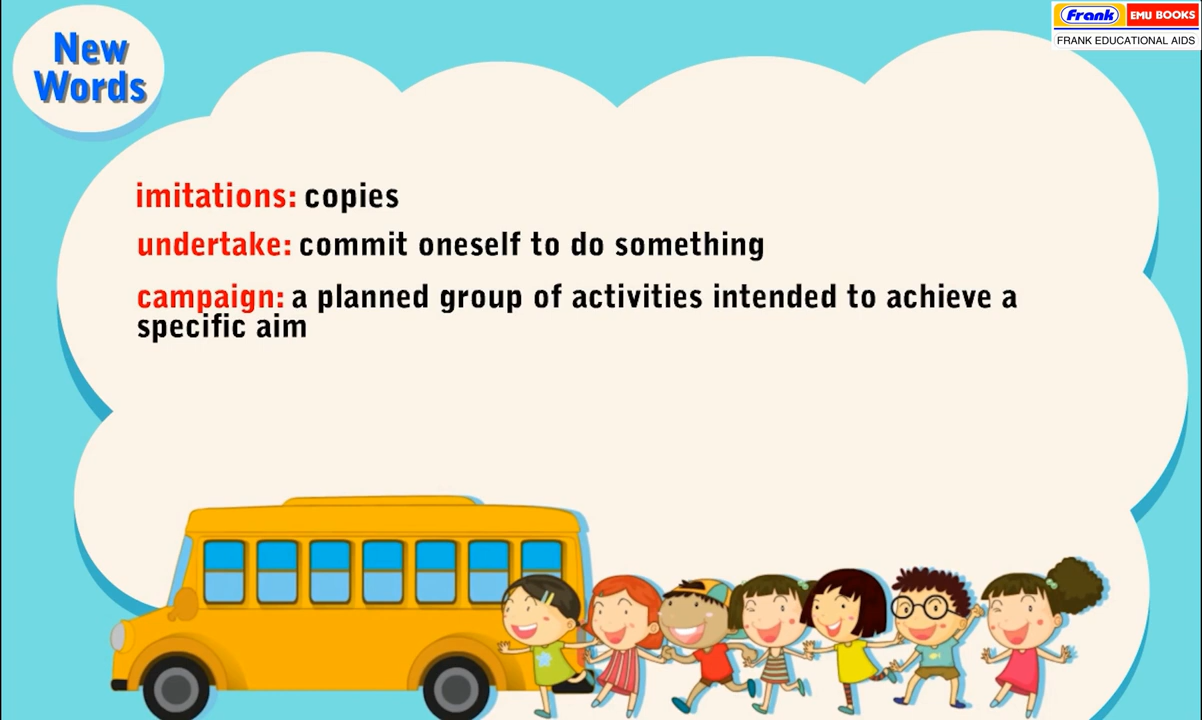 New
Words
Frank
EMU BOOKS
FRANK EDUCATIONAL AIDS
imitations: copies
undertake: commit oneself to do something
campaign: a planned group of activities intended to achieve a
specific aim